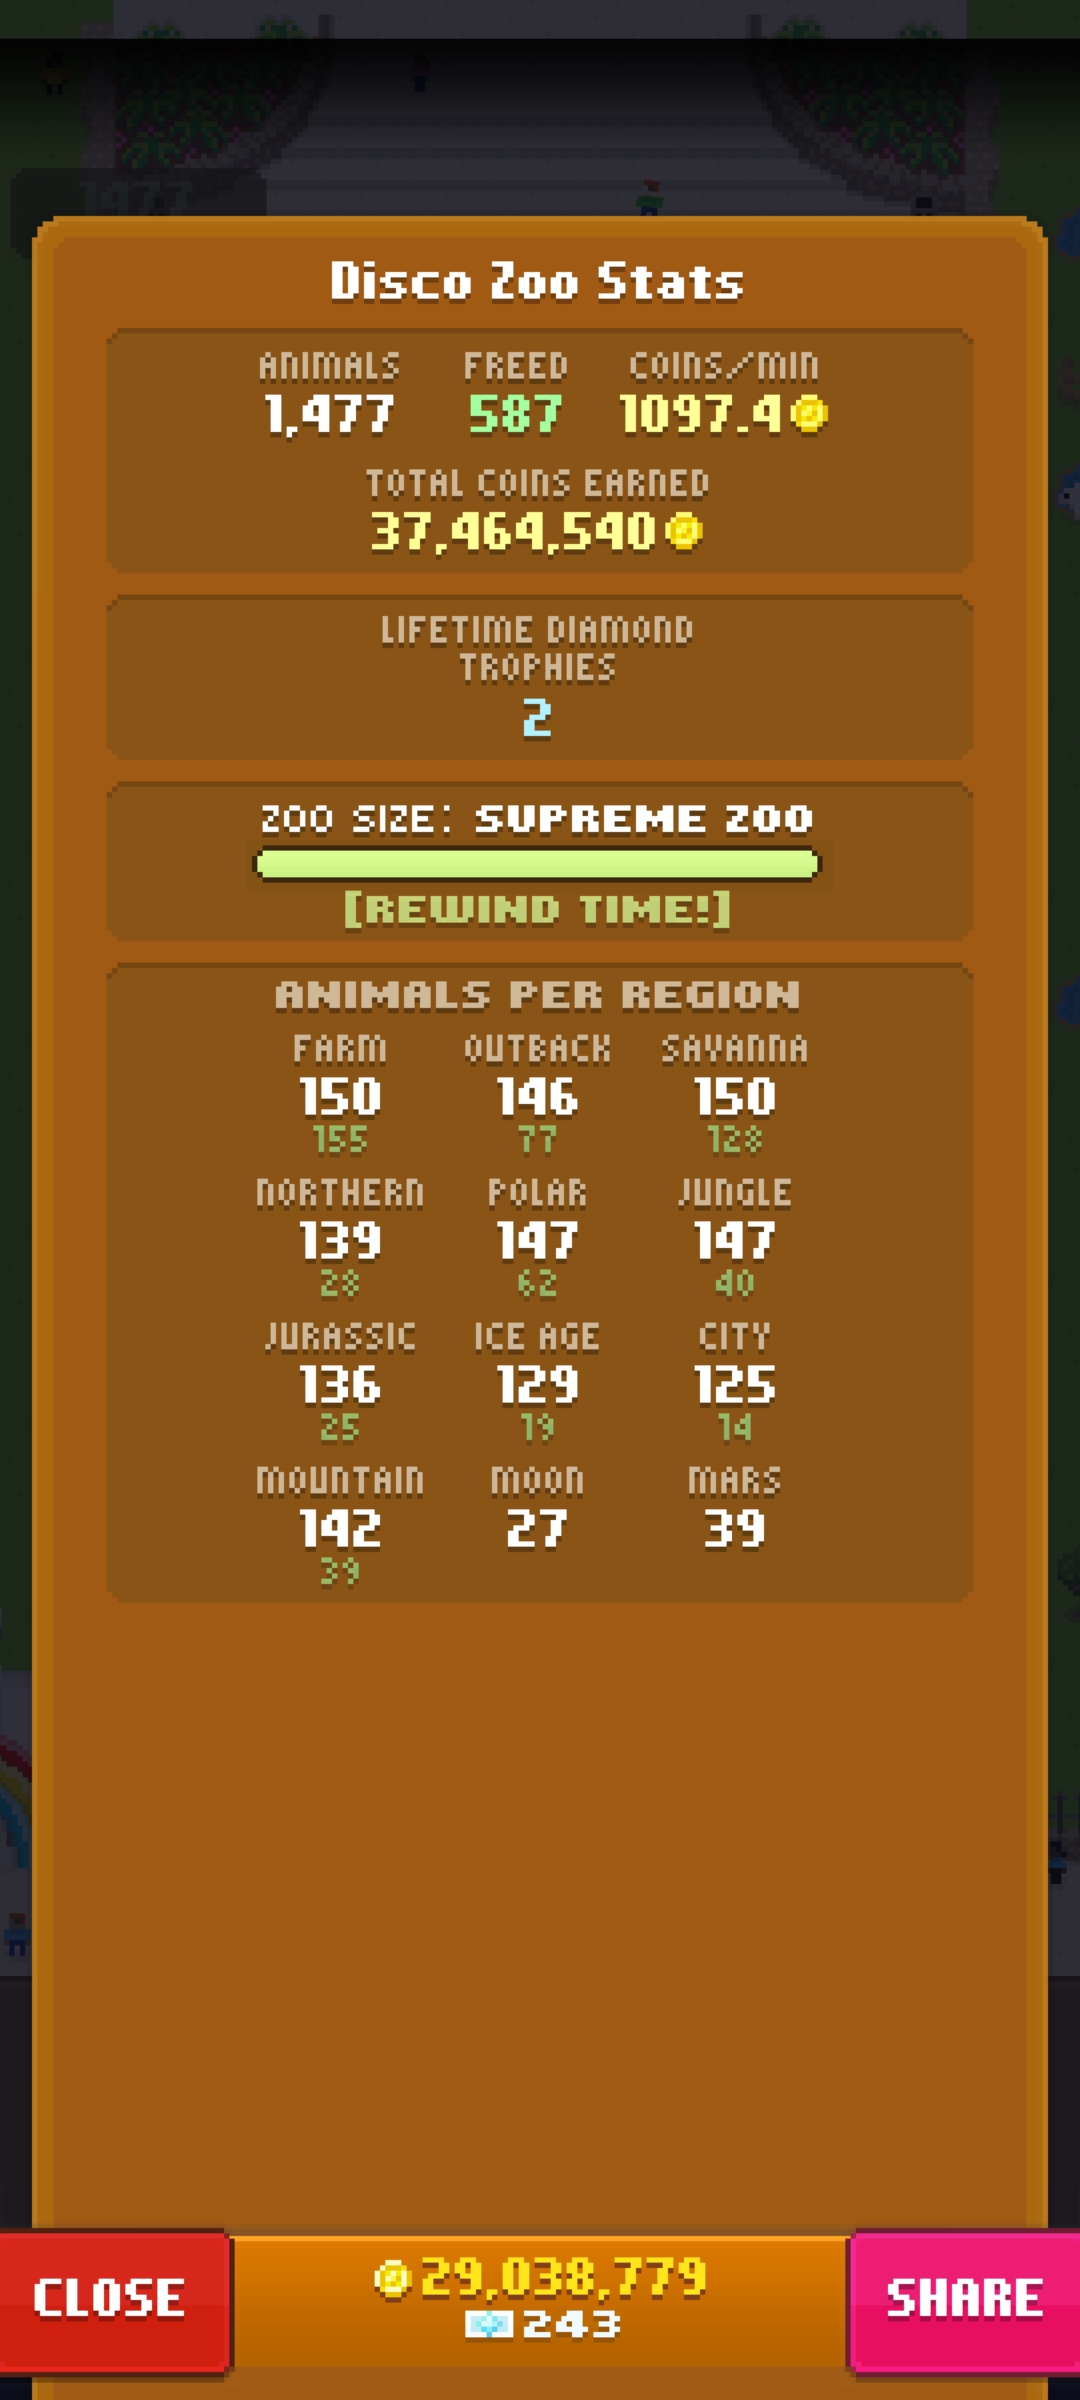 1477
Disco Zoo Stats
ANIMALS FREED COINS/MIN
1,477 587 1097.4
TOTAL COINS EARNED
37,464,540
LIFETIME DIAMOND
TROPHIES
2
ZOO SIZE: SUPREME ZOO
[REWIND TIME!]
ANIMALS PER REGION
FARM OUTBACK SAVANNA
150 146 150
155 77 128
NORTHERN POLAR JUNGLE
139 147 147
28 62 40
JURASSIC ICE AGE CITY
136 129 125
25 19 14
MOUNTAIN MOON MARS
142 27 39
39
CLOSE
29,038,779
243
SHARE